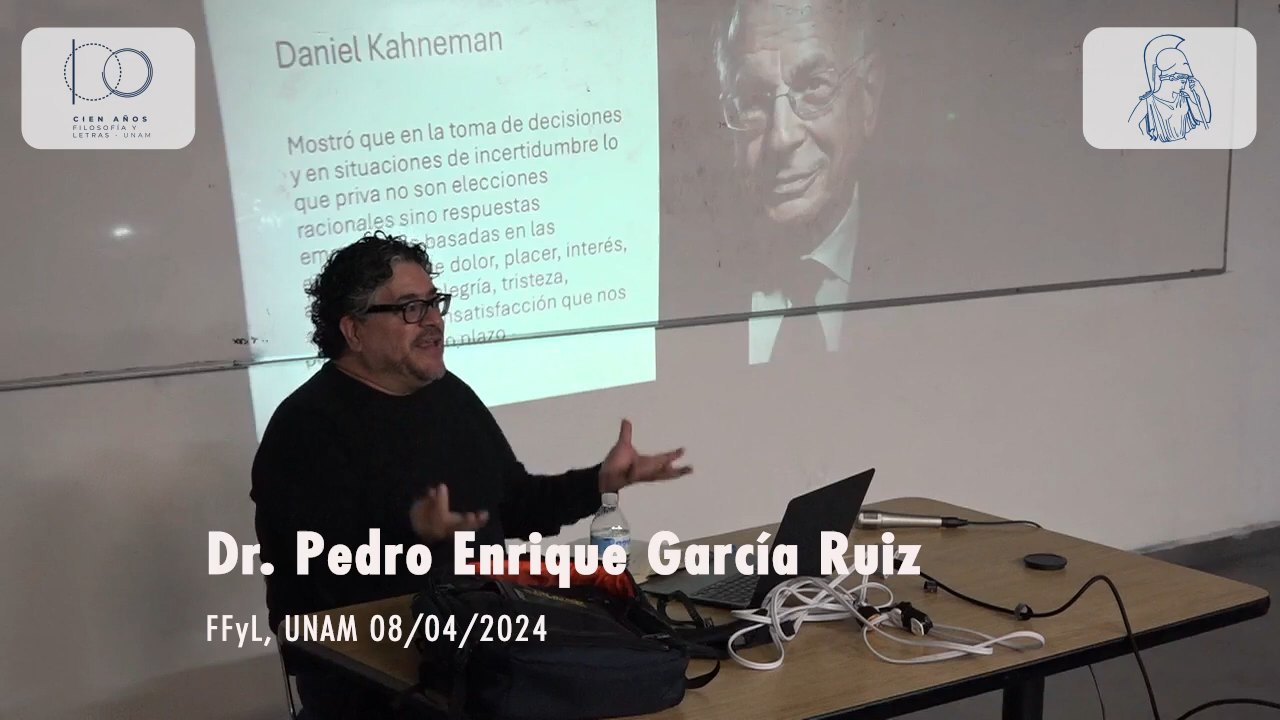 CIEN AÑOS
FILOSOFÍA Y
LETRAS · UNAM
Daniel Kahneman
Mostró que en la toma de decisiones
y en situaciones de incertidumbre lo
que priva no son elecciones
racionales sino respuestas
basadas en las
dolor, placer, interés,
tristeza,
que nos
plazo
Dr. Pedro Enrique García Ruiz
FFyL, UNAM 08/04/2024